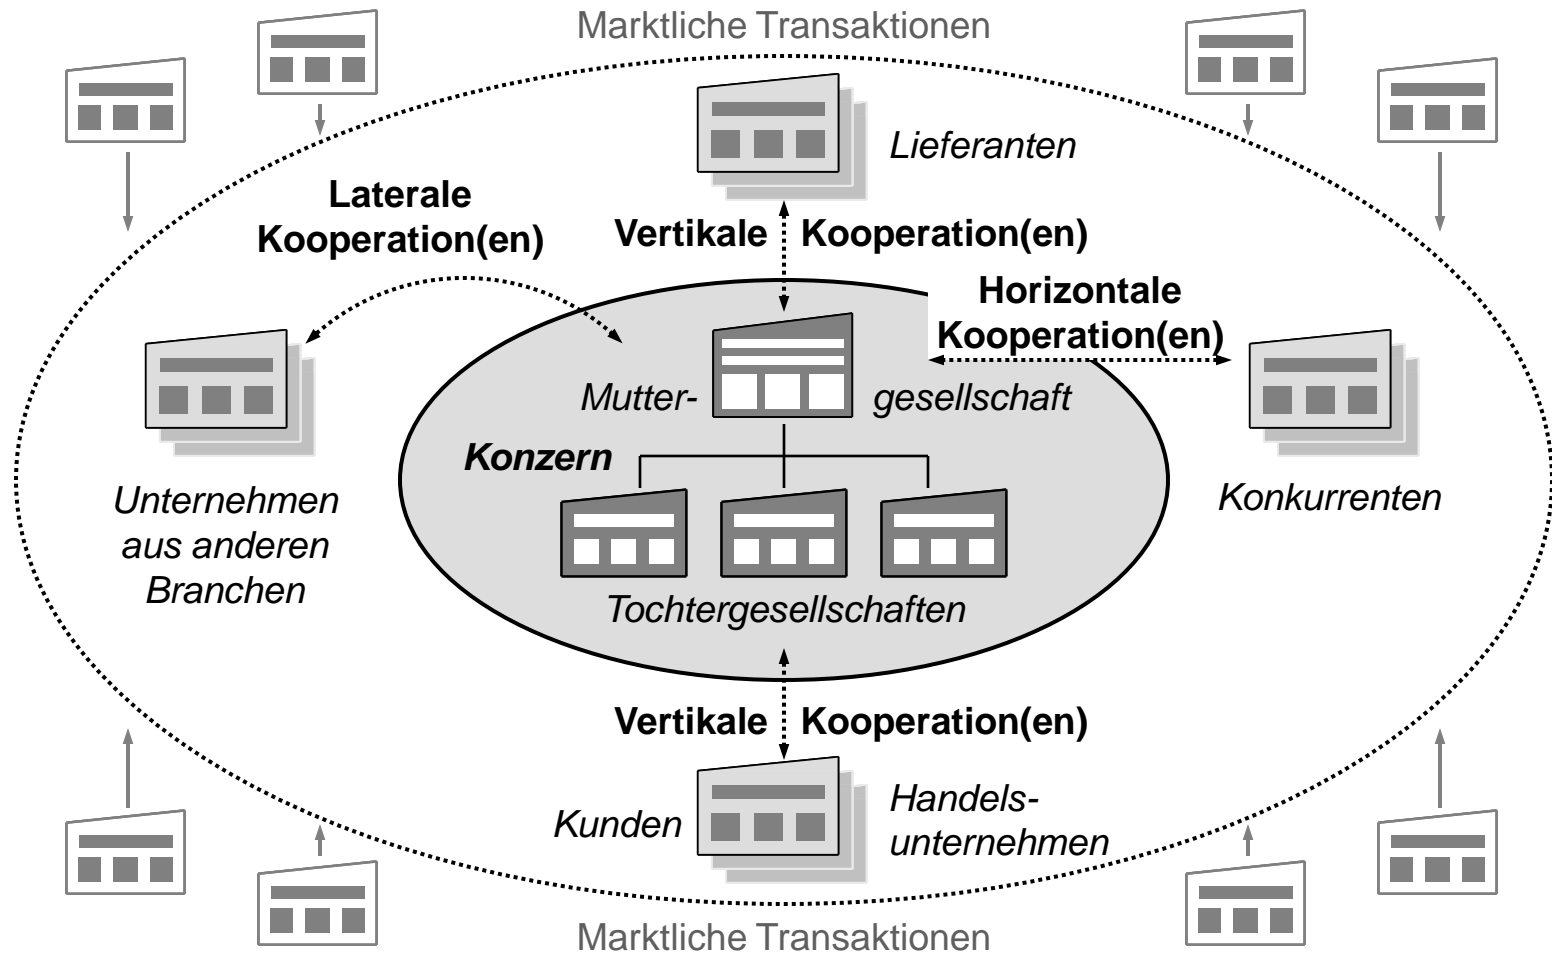 Marktliche Transaktionen
Lieferanten
Laterale
Kooperation(en)
Vertikale Kooperation(en)
Horizontale
Kooperation(en)
Mutter- gesellschaft
Konzern
Unternehmen
aus anderen
Branchen
Konkurrenten
Tochtergesellschaften
Vertikale Kooperation(en)
Kunden
Handels-
unternehmen
Marktliche Transaktionen